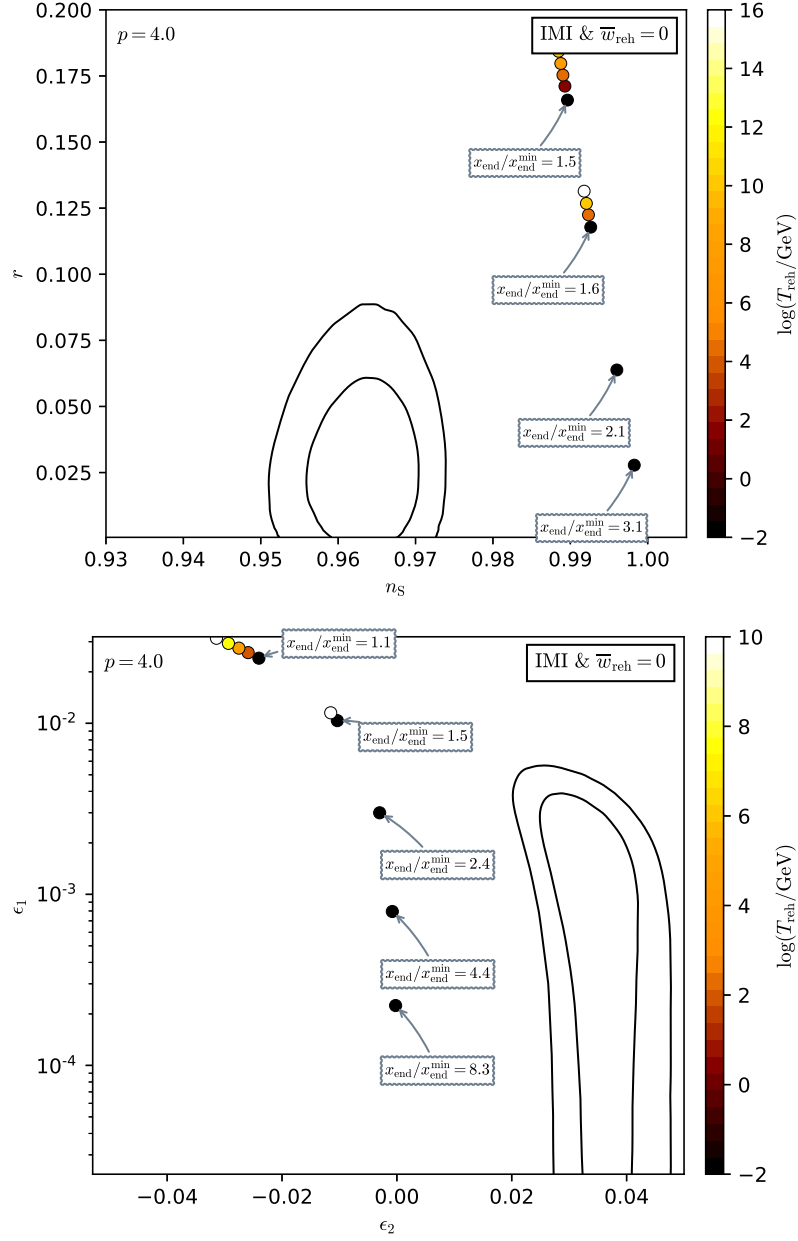 0.200
0.175
0.150
0.125
0.100
0.075
0.050
0.025
r
p = 4.0
IMI & w̅_reh = 0
x_end/x_end^min = 1.5
x_end/x_end^min = 1.6
x_end/x_end^min = 2.1
x_end/x_end^min = 3.1
0.93 0.94 0.95 0.96 0.97 0.98 0.99 1.00
n_S
16
14
12
10
8
6
4
2
0
−2
log(T_reh/GeV)
p = 4.0
IMI & w̅_reh = 0
x_end/x_end^min = 1.1
x_end/x_end^min = 1.5
x_end/x_end^min = 2.4
x_end/x_end^min = 4.4
x_end/x_end^min = 8.3
10^-2
10^-3
10^-4
ϵ_1
−0.04 −0.02 0.00 0.02 0.04
ϵ_2
10
8
6
4
2
0
−2
log(T_reh/GeV)